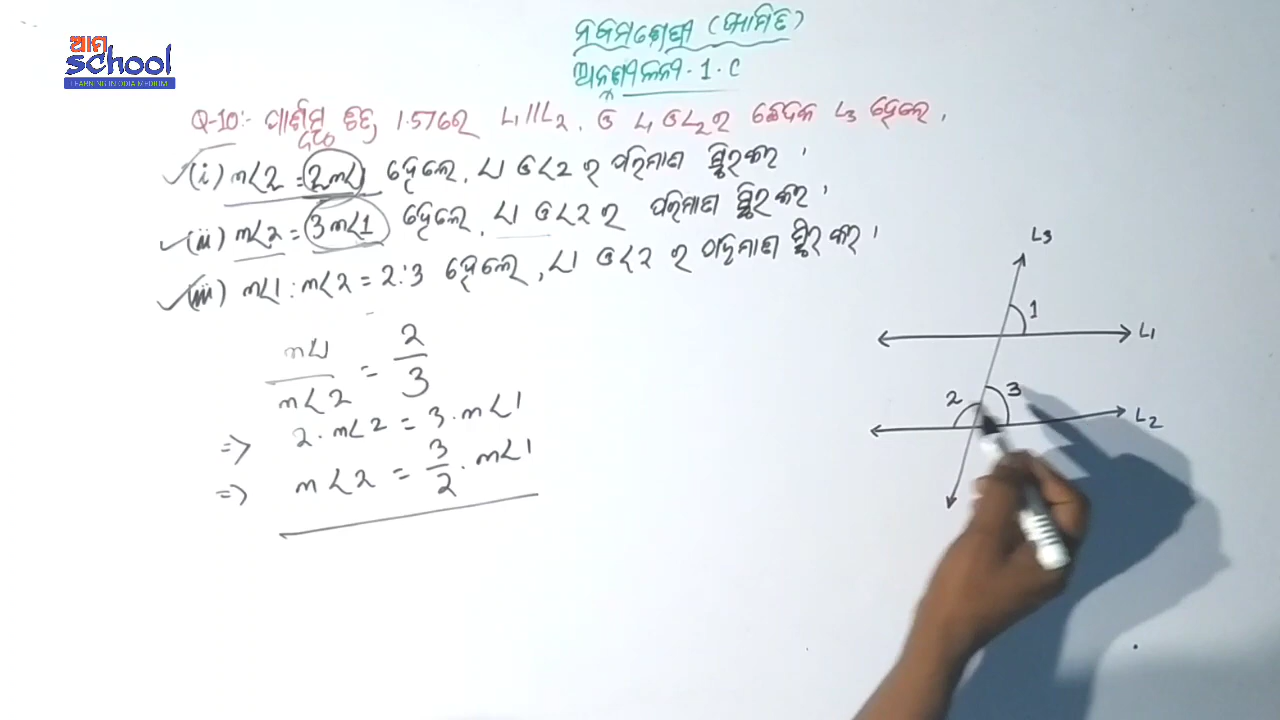 ଆମ
school
LEARNING IN ODIA MEDIUM
ନବମ ଶ୍ରେଣୀ (ଜ୍ୟାମିତି)
ଅନୁଶୀଳନୀ - 1. C
Q-10:- ପାର୍ଶ୍ୱସ୍ଥ ଚିତ୍ର 1.57ରେ L1 // L2 . ଓ L1 ଓ L2 ର ଛେଦକ L3 ହେଲେ,
(i) m∠2 = 2m∠1 ହେଲେ, ∠1 ଓ ∠2 ର ପରିମାଣ ସ୍ଥିର କର ।
(ii) m∠2 = 3m∠1 ହେଲେ, ∠1 ଓ ∠2 ର ପରିମାଣ ସ୍ଥିର କର ।
(iii) m∠1 : m∠2 = 2:3 ହେଲେ, ∠1 ଓ ∠2 ର ପରିମାଣ ସ୍ଥିର କର ।
m∠1 / m∠2 = 2 / 3
=> 2 . m∠2 = 3 . m∠1
=> m∠2 = 3/2 . m∠1
L3
1
L1
2
3
L2